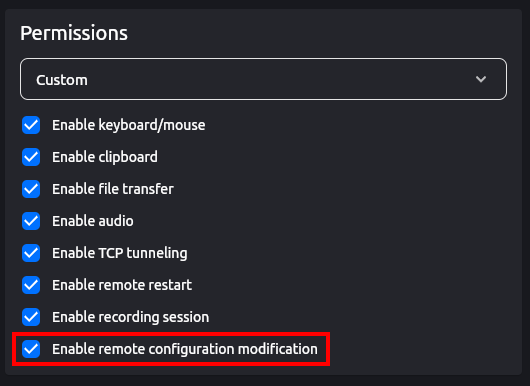 Permissions
Custom
Enable keyboard/mouse
Enable clipboard
Enable file transfer
Enable audio
Enable TCP tunneling
Enable remote restart
Enable recording session
Enable remote configuration modification